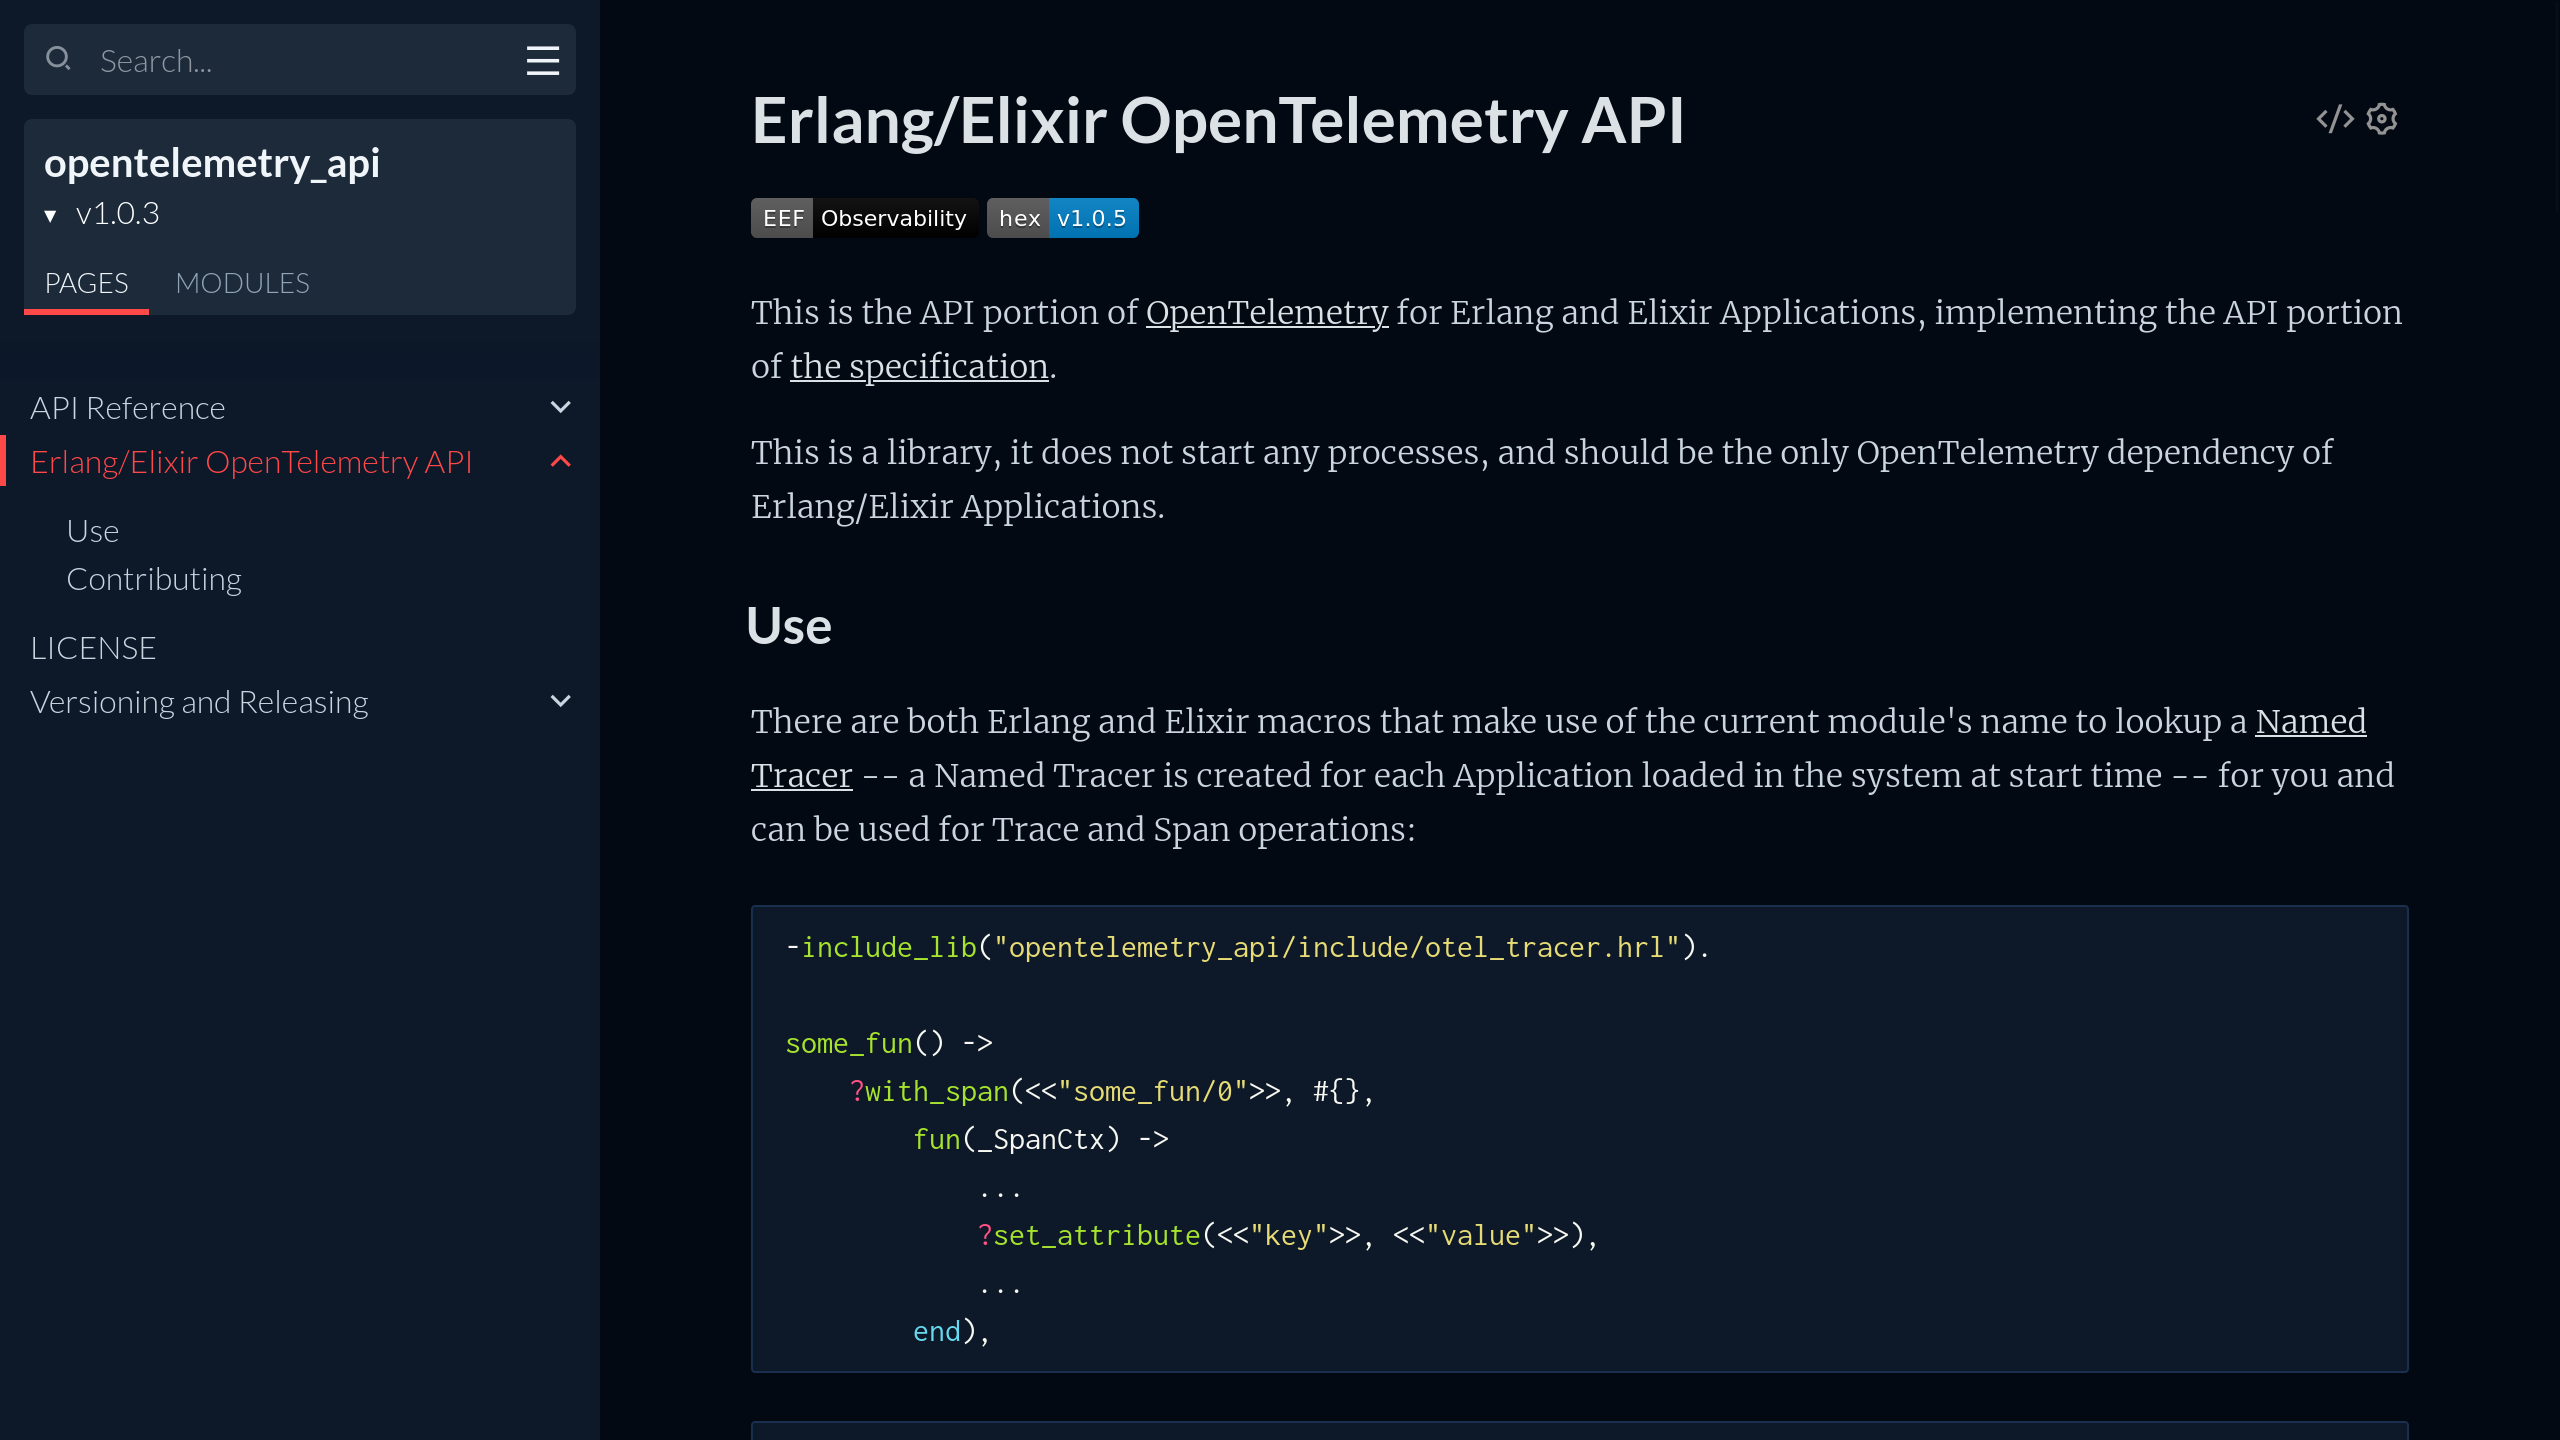 Search...
opentelemetry_api
▼ v1.0.3
PAGES MODULES
API Reference
Erlang/Elixir OpenTelemetry API
Use
Contributing
LICENSE
Versioning and Releasing
Erlang/Elixir OpenTelemetry API
EEF Observability hex v1.0.5
This is the API portion of OpenTelemetry for Erlang and Elixir Applications, implementing the API portion
of the specification.
This is a library, it does not start any processes, and should be the only OpenTelemetry dependency of
Erlang/Elixir Applications.
Use
There are both Erlang and Elixir macros that make use of the current module's name to lookup a Named
Tracer -- a Named Tracer is created for each Application loaded in the system at start time -- for you and
can be used for Trace and Span operations:
-include_lib("opentelemetry_api/include/otel_tracer.hrl").
some_fun() ->
?with_span(<<"some_fun/0">>, #{},
fun(_SpanCtx) ->
...
?set_attribute(<<"key">>, <<"value">>),
...
end),